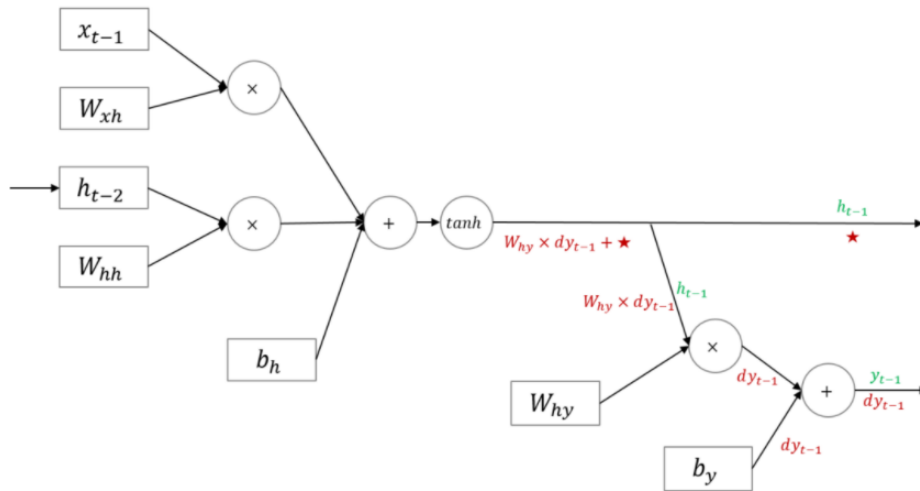 x_{t-1}
×
W_{xh}
h_{t-2}
×
+
tanh
h_{t-1}
★
W_{hy} × dy_{t-1} + ★
W_{hh}
W_{hy} × dy_{t-1}
h_{t-1}
b_h
×
dy_{t-1}
y_{t-1}
+
dy_{t-1}
W_{hy}
dy_{t-1}
b_y